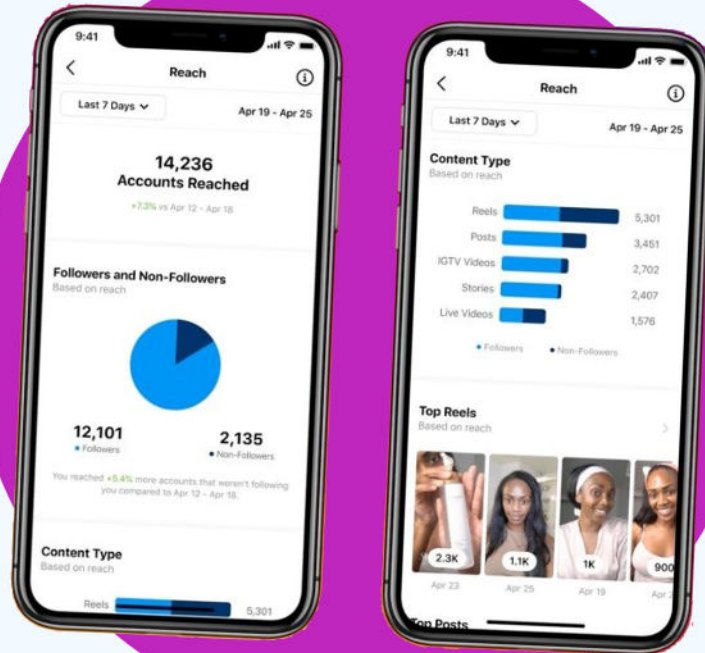 9:41
Reach
Last 7 Days
Apr 19 - Apr 25
14,236
Accounts Reached
+7.3% vs Apr 12 - Apr 18
Followers and Non-Followers
Based on reach
12,101
Followers
2,135
Non-Followers
You reached +5.4% more accounts that weren't following
you compared to Apr 12 - Apr 18.
Content Type
Based on reach
Reels 5,301
9:41
Reach
Last 7 Days
Apr 19 - Apr 25
Content Type
Based on reach
Reels 5,301
Posts 3,451
IGTV Videos 2,702
Stories 2,407
Live Videos 1,576
Followers Non-Followers
Top Reels
Based on reach
2.3K 1.1K 1K 900
Apr 23 Apr 25 Apr 19 Apr
Top Posts